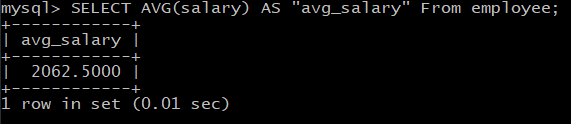 mysql> SELECT AVG(salary) AS "avg_salary" From employee;
+------------+
| avg_salary |
+------------+
|  2062.5000 |
+------------+
1 row in set (0.01 sec)